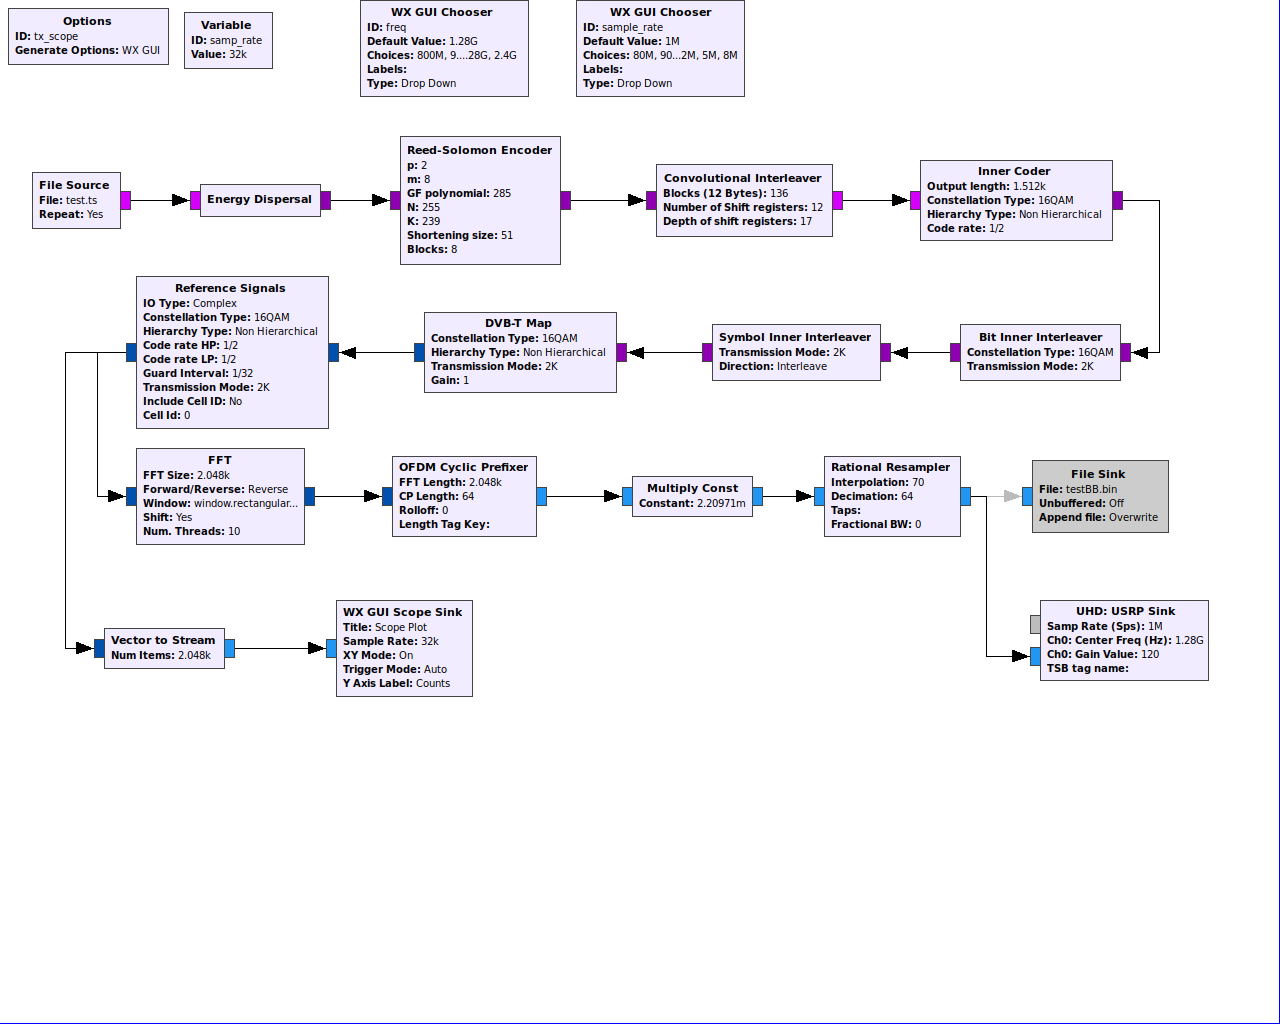 Options
ID: tx_scope
Generate Options: WX GUI
Variable
ID: samp_rate
Value: 32k
WX GUI Chooser
ID: freq
Default Value: 1.28G
Choices: 800M, 9....28G, 2.4G
Labels:
Type: Drop Down
WX GUI Chooser
ID: sample_rate
Default Value: 1M
Choices: 80M, 90...2M, 5M, 8M
Labels:
Type: Drop Down
File Source
File: test.ts
Repeat: Yes
Energy Dispersal
Reed-Solomon Encoder
p: 2
m: 8
GF polynomial: 285
N: 255
K: 239
Shortening size: 51
Blocks: 8
Convolutional Interleaver
Blocks (12 Bytes): 136
Number of Shift registers: 12
Depth of shift registers: 17
Inner Coder
Output length: 1.512k
Constellation Type: 16QAM
Hierarchy Type: Non Hierarchical
Code rate: 1/2
Reference Signals
IO Type: Complex
Constellation Type: 16QAM
Hierarchy Type: Non Hierarchical
Code rate HP: 1/2
Code rate LP: 1/2
Guard Interval: 1/32
Transmission Mode: 2K
Include Cell ID: No
Cell Id: 0
DVB-T Map
Constellation Type: 16QAM
Hierarchy Type: Non Hierarchical
Transmission Mode: 2K
Gain: 1
Symbol Inner Interleaver
Transmission Mode: 2K
Direction: Interleave
Bit Inner Interleaver
Constellation Type: 16QAM
Transmission Mode: 2K
FFT
FFT Size: 2.048k
Forward/Reverse: Reverse
Window: window.rectangular...
Shift: Yes
Num. Threads: 10
OFDM Cyclic Prefixer
FFT Length: 2.048k
CP Length: 64
Rolloff: 0
Length Tag Key:
Multiply Const
Constant: 2.20971m
Rational Resampler
Interpolation: 70
Decimation: 64
Taps:
Fractional BW: 0
File Sink
File: testBB.bin
Unbuffered: Off
Append file: Overwrite
Vector to Stream
Num Items: 2.048k
WX GUI Scope Sink
Title: Scope Plot
Sample Rate: 32k
XY Mode: On
Trigger Mode: Auto
Y Axis Label: Counts
UHD: USRP Sink
Samp Rate (Sps): 1M
Ch0: Center Freq (Hz): 1.28G
Ch0: Gain Value: 120
TSB tag name: